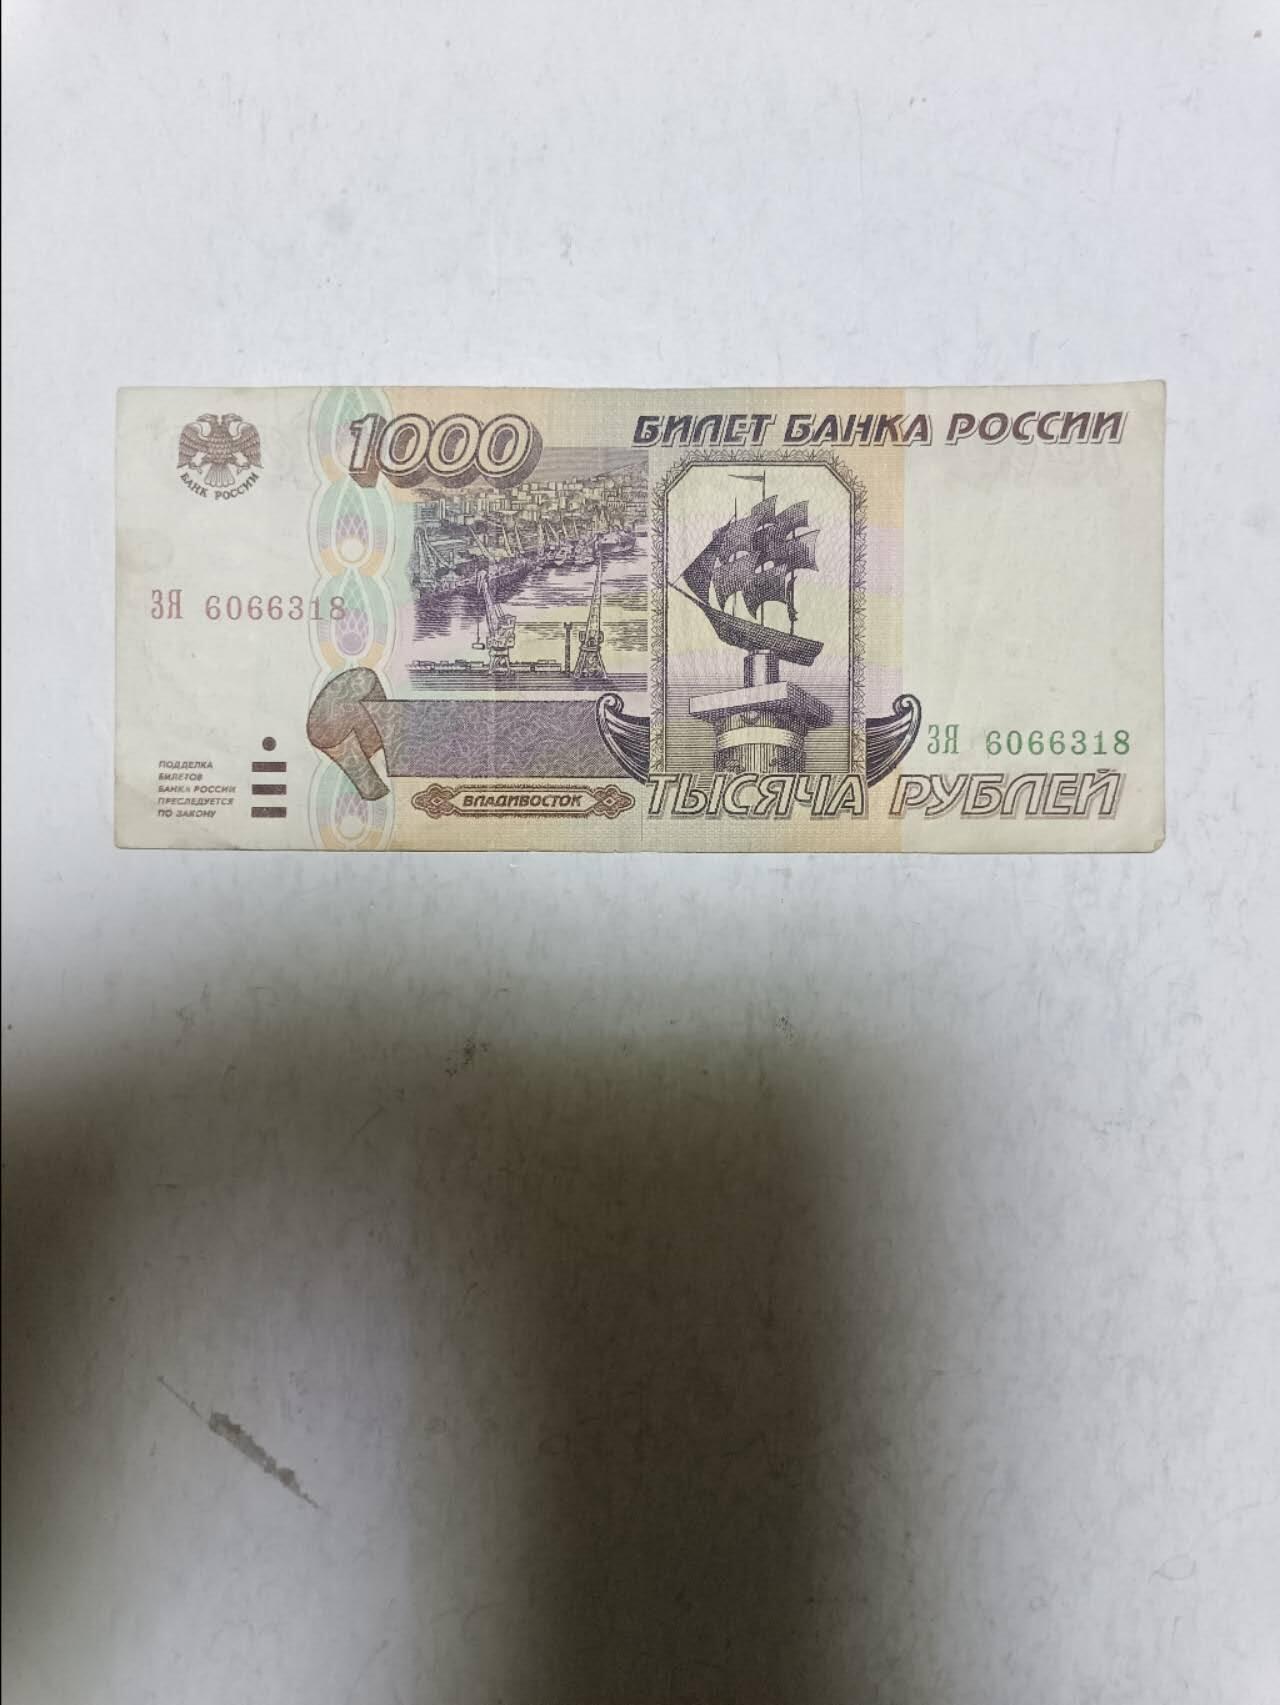 1000
БИЛЕТ БАНКА РОССИИ
БАНК РОССИИ
ЗЯ 6066318
ЗЯ 6066318
ПОДДЕЛКА
БИЛЕТОВ
БАНКА РОССИИ
ПРЕСЛЕДУЕТСЯ
ПО ЗАКОНУ
ВЛАДИВОСТОК
ТЫСЯЧА РУБЛЕЙ